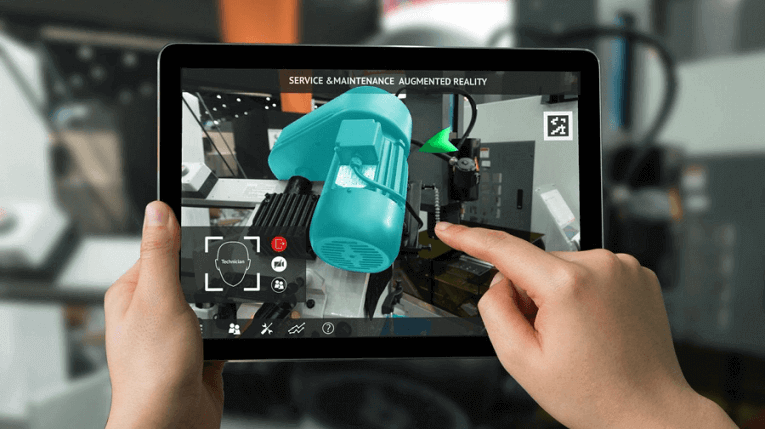 SERVICE &MAINTENANCE AUGMENTED REALITY
Technician
?